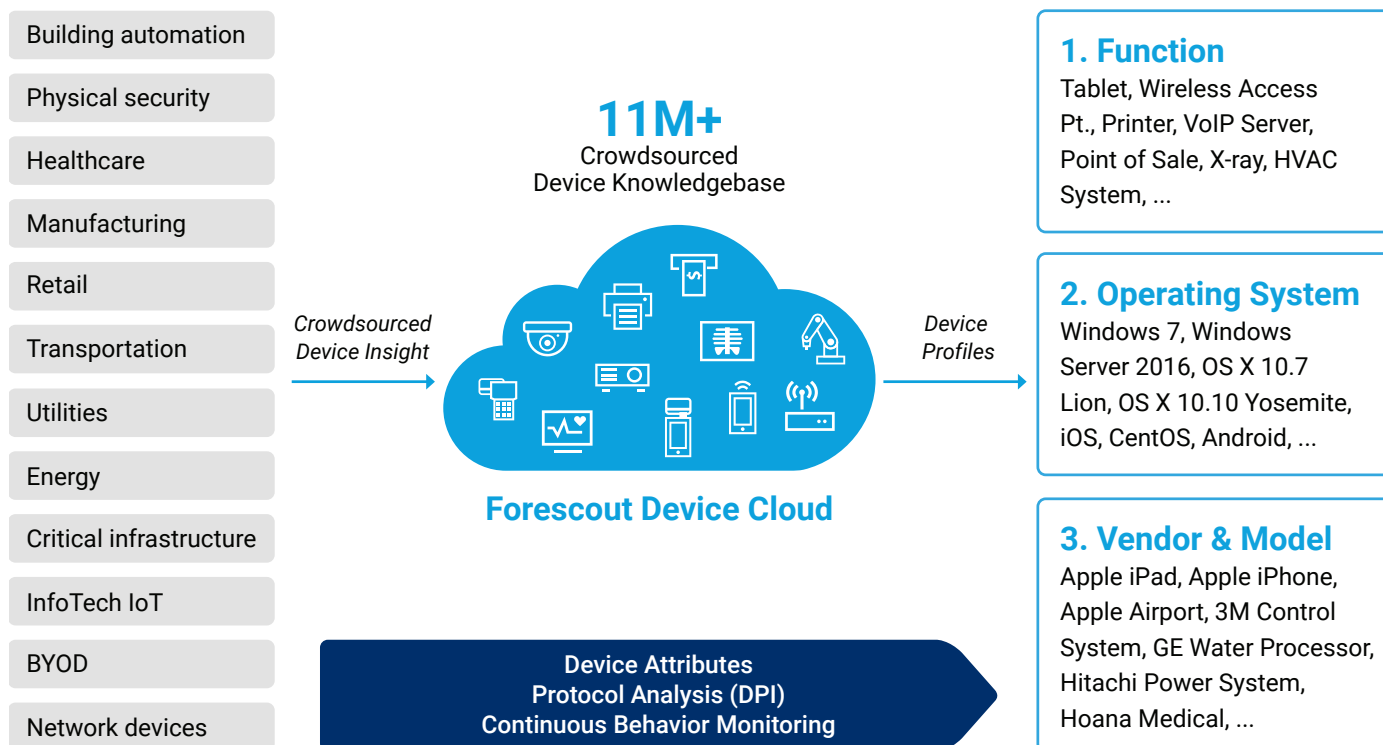 Building automation
Physical security
Healthcare
Manufacturing
Retail
Transportation
Utilities
Energy
Critical infrastructure
InfoTech IoT
BYOD
Network devices
Crowdsourced
Device Insight
11M+
Crowdsourced
Device Knowledgebase
$
Forescout Device Cloud
Device Attributes
Protocol Analysis (DPI)
Continuous Behavior Monitoring
Device
Profiles
1. Function
Tablet, Wireless Access
Pt., Printer, VoIP Server,
Point of Sale, X-ray, HVAC
System, ...
2. Operating System
Windows 7, Windows
Server 2016, OS X 10.7
Lion, OS X 10.10 Yosemite,
iOS, CentOS, Android, ...
3. Vendor & Model
Apple iPad, Apple iPhone,
Apple Airport, 3M Control
System, GE Water Processor,
Hitachi Power System,
Hoana Medical, ...